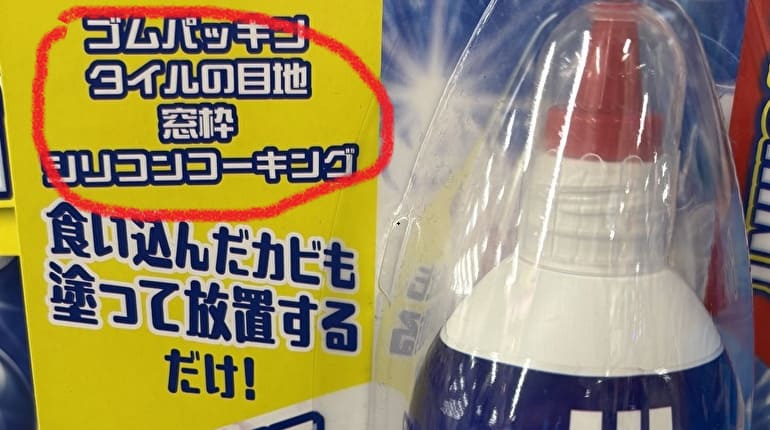 ゴムパッキン
タイルの目地
窓枠
シリコンコーキング
食い込んだカビも
塗って放置する
だけ!